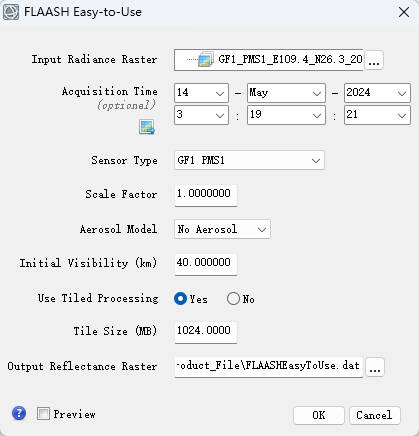 FLAASH Easy-to-Use
Input Radiance Raster GF1_PMS1_E109.4_N26.3_20 ...
Acquisition Time 14 - May - 2024
(optional) 3 : 19 : 21
Sensor Type GF1 PMS1
Scale Factor 1.0000000
Aerosol Model No Aerosol
Initial Visibility (km) 40.000000
Use Tiled Processing Yes No
Tile Size (MB) 1024.0000
Output Reflectance Raster roduct_File\FLAASHEasyToUse.dat ...
? Preview OK Cancel